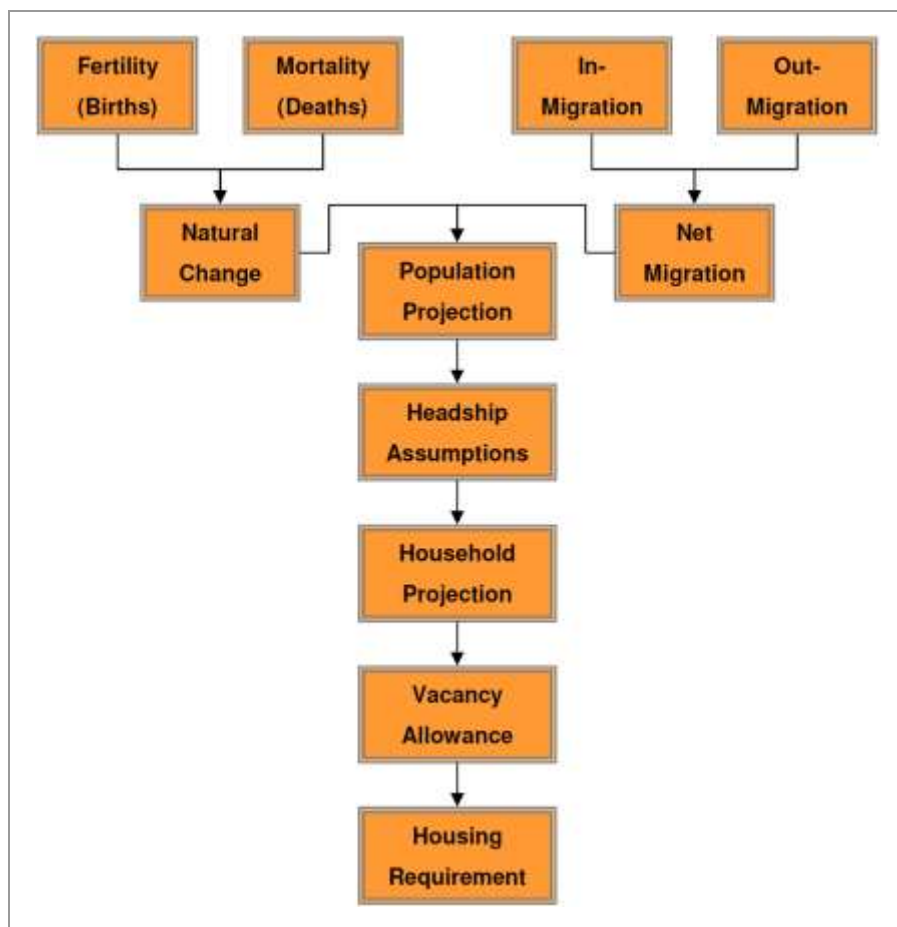 Fertility
(Births)
Mortality
(Deaths)
In-
Migration
Out-
Migration
Natural
Change
Net
Migration
Population
Projection
Headship
Assumptions
Household
Projection
Vacancy
Allowance
Housing
Requirement